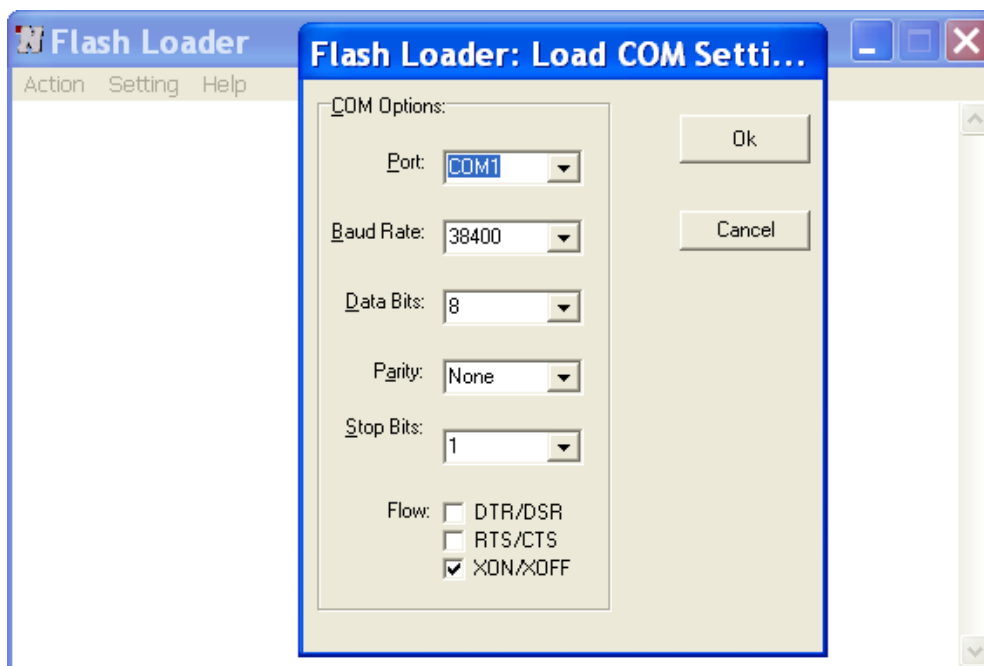 Flash Loader
Action Setting Help
Flash Loader: Load COM Setti...
COM Options:
Port: COM1
Baud Rate: 38400
Data Bits: 8
Parity: None
Stop Bits: 1
Flow: DTR/DSR
RTS/CTS
XON/XOFF
Ok
Cancel